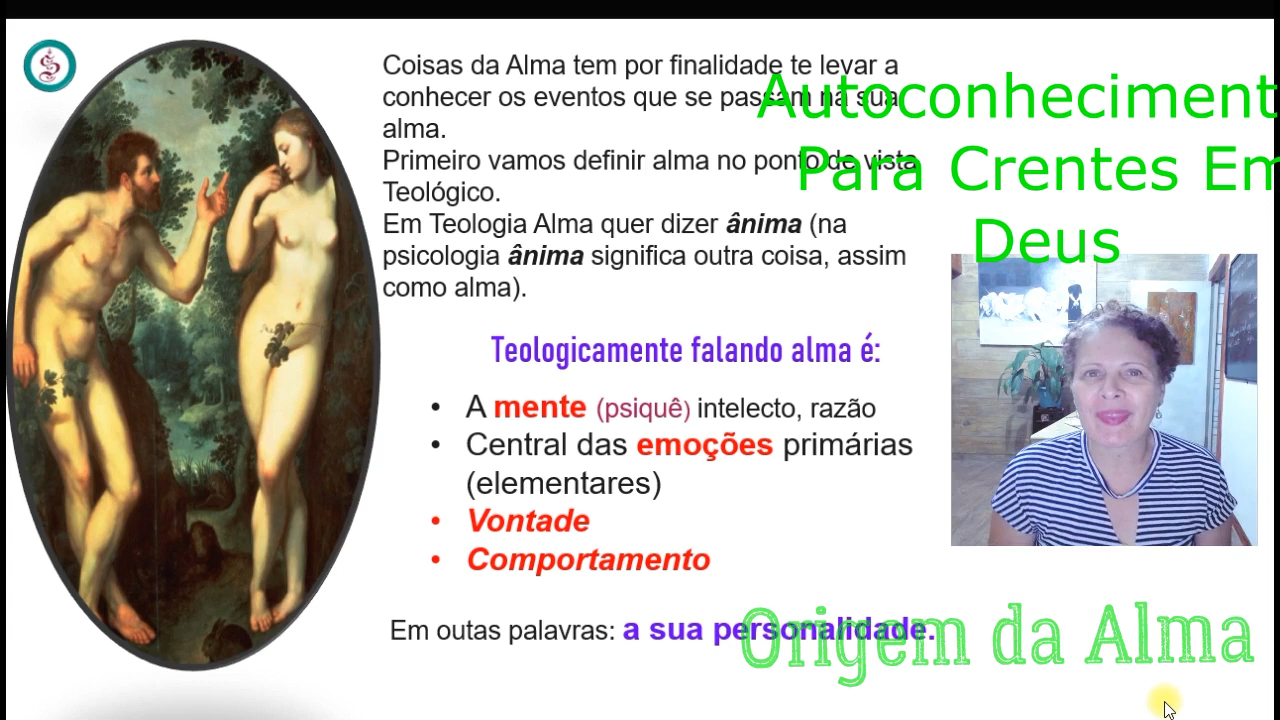 Coisas da Alma tem por finalidade te levar a
conhecer os eventos que se passam na sua
alma.
Primeiro vamos definir alma no ponto de vista
Teológico.
Em Teologia Alma quer dizer ânima (na
psicologia ânima significa outra coisa, assim
como alma).
Autoconheciment
Para Crentes Em
Deus
Teologicamente falando alma é:
• A mente (psiquê) intelecto, razão
• Central das emoções primárias
(elementares)
• Vontade
• Comportamento
Em outas palavras: a sua personalidade.
Origem da Alma